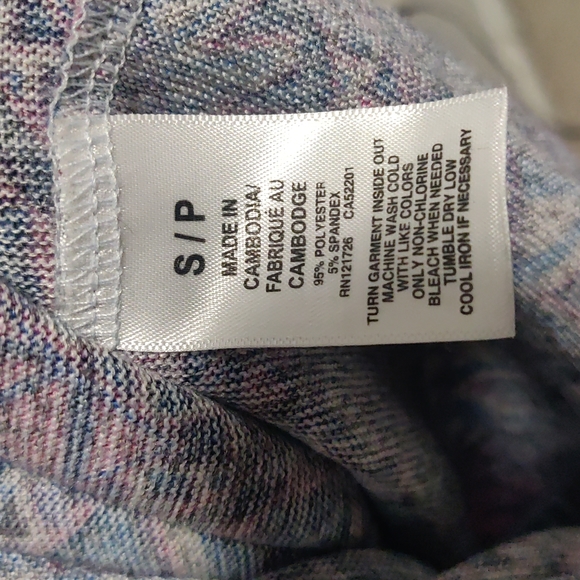 S / P
MADE IN
CAMBODIA/
FABRIQUÉ AU
CAMBODGE
95% POLYESTER
5% SPANDEX
RN121726 CA52201
TURN GARMENT INSIDE OUT
MACHINE WASH COLD
WITH LIKE COLORS
ONLY NON-CHLORINE
BLEACH WHEN NEEDED
TUMBLE DRY LOW
COOL IRON IF NECESSARY